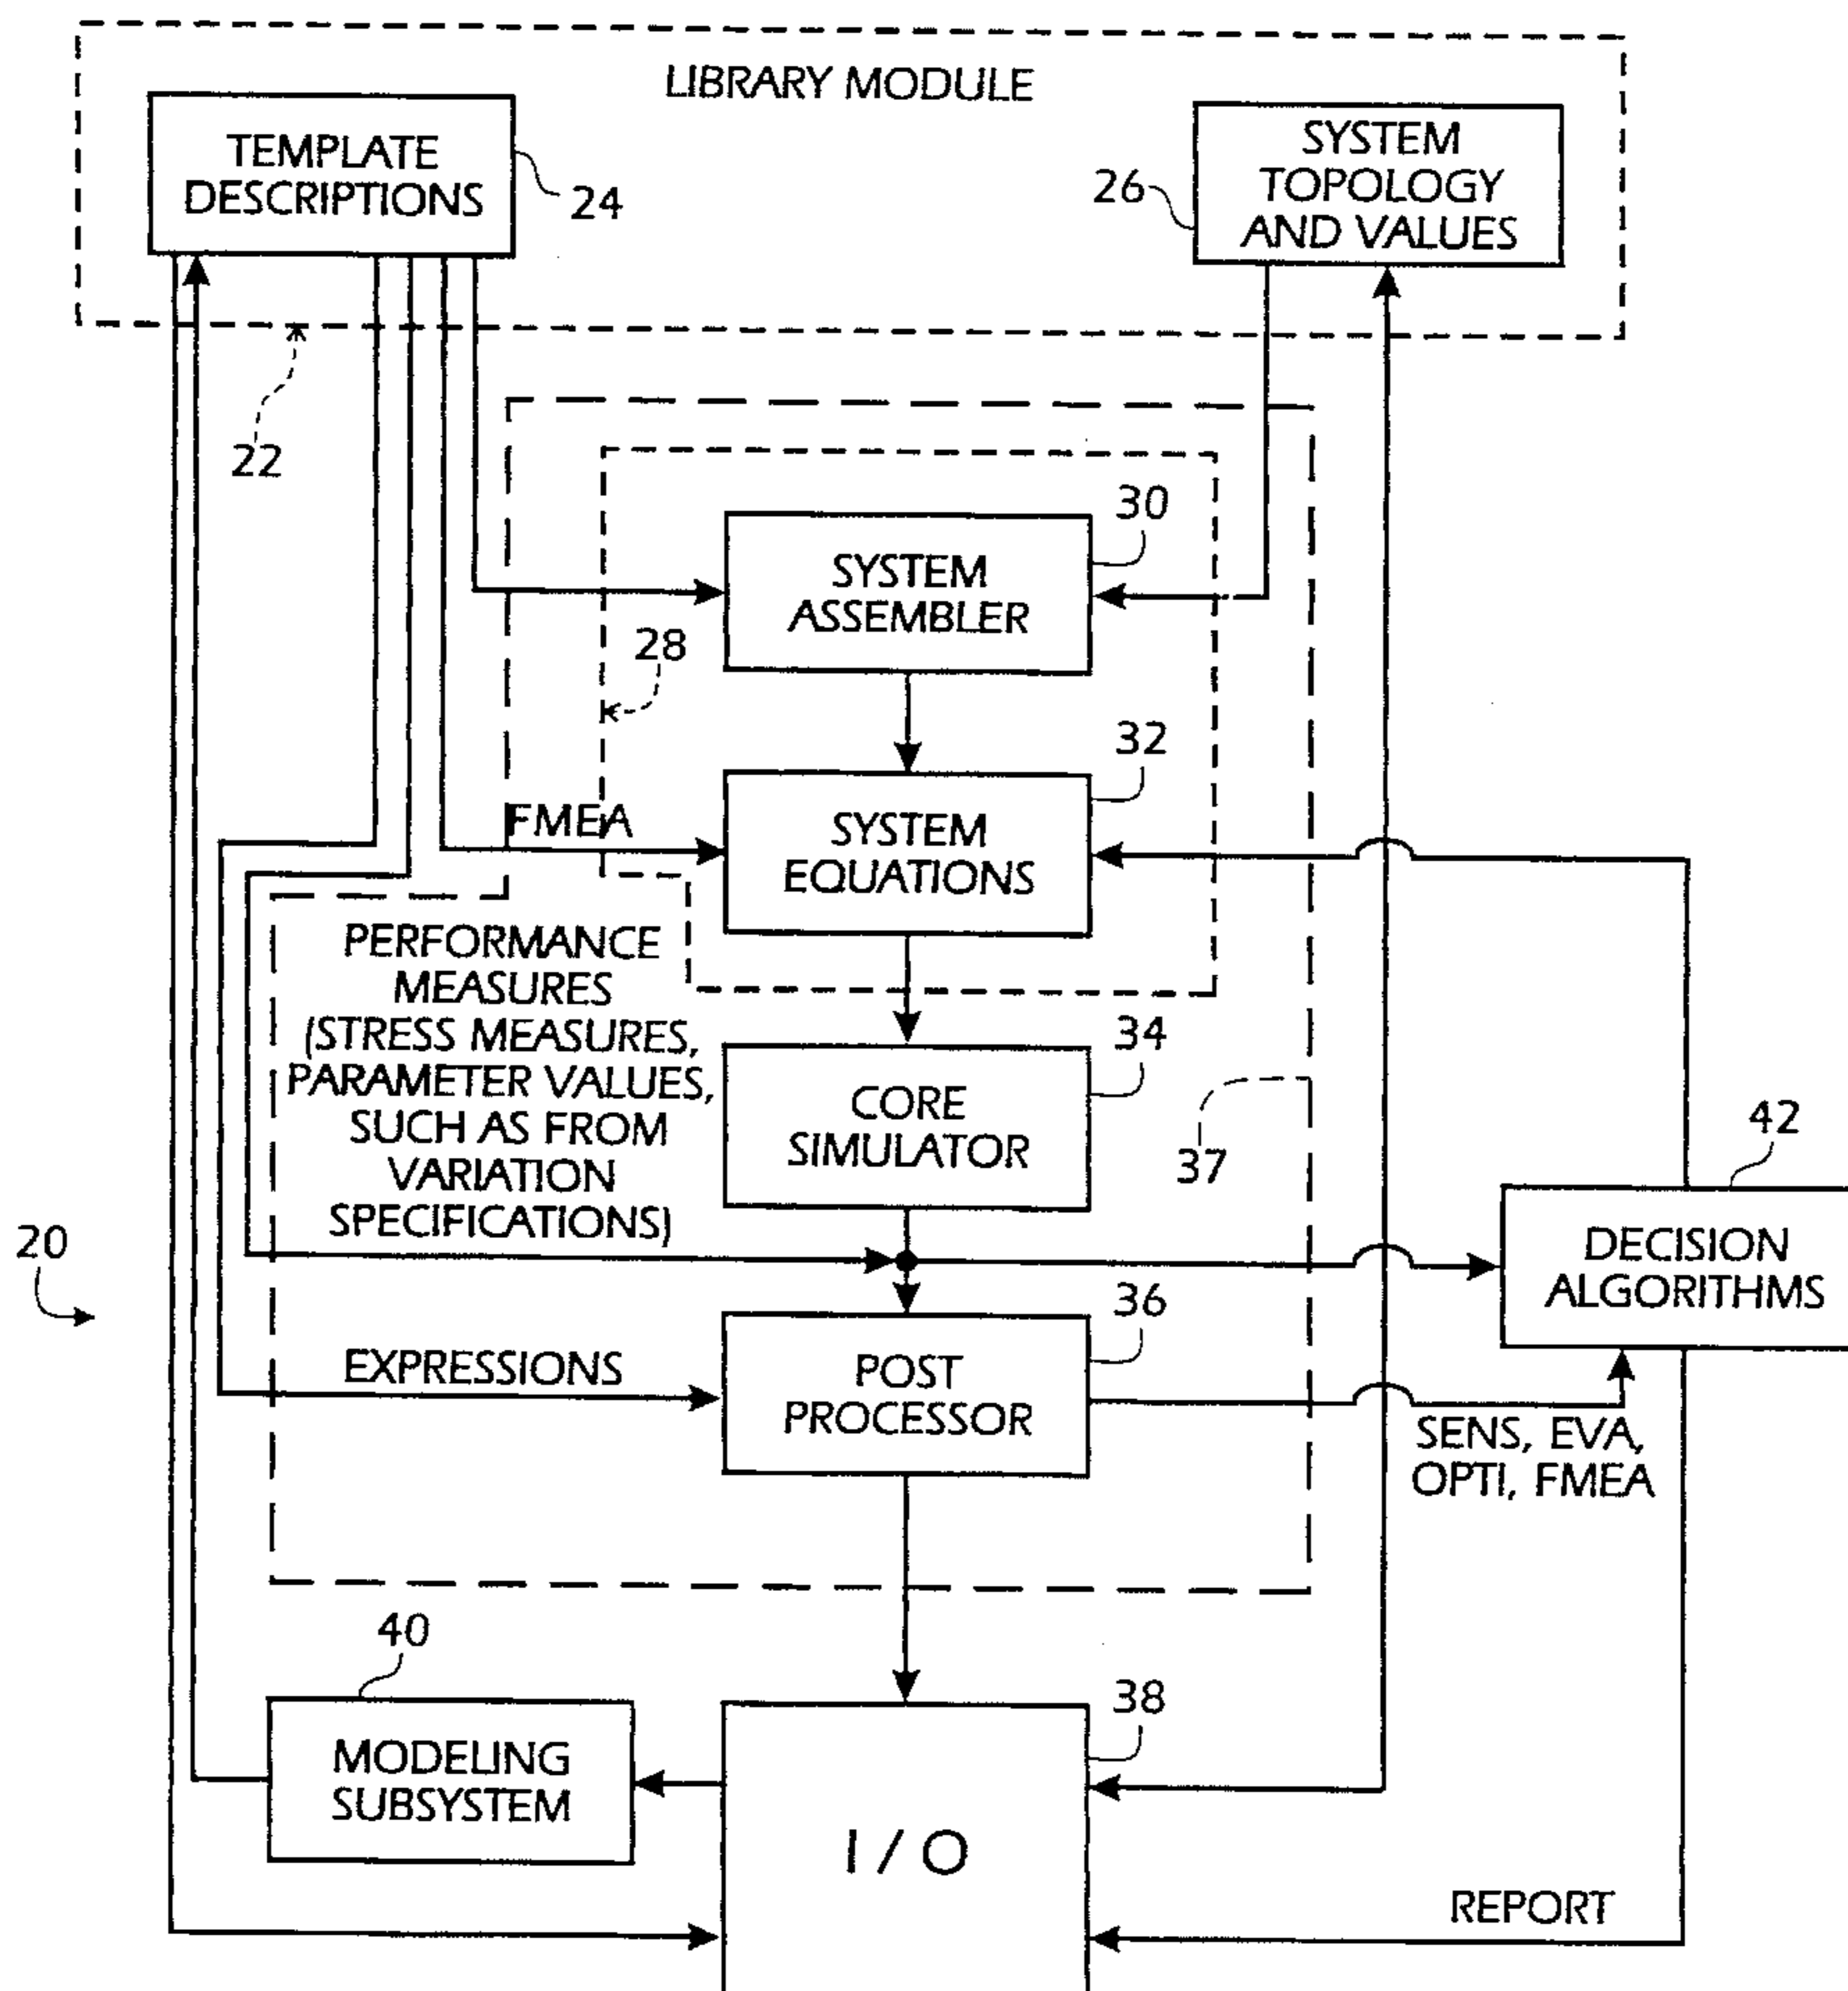 LIBRARY MODULE
TEMPLATE
DESCRIPTIONS
24
26
SYSTEM
TOPOLOGY
AND VALUES
22
30
SYSTEM
ASSEMBLER
28
32
FMEA
SYSTEM
EQUATIONS
PERFORMANCE
MEASURES
(STRESS MEASURES,
PARAMETER VALUES,
SUCH AS FROM
VARIATION
SPECIFICATIONS)
34
CORE
SIMULATOR
37
42
DECISION
ALGORITHMS
20
36
EXPRESSIONS
POST
PROCESSOR
SENS, EVA,
OPTI, FMEA
40
MODELING
SUBSYSTEM
38
I / O
REPORT